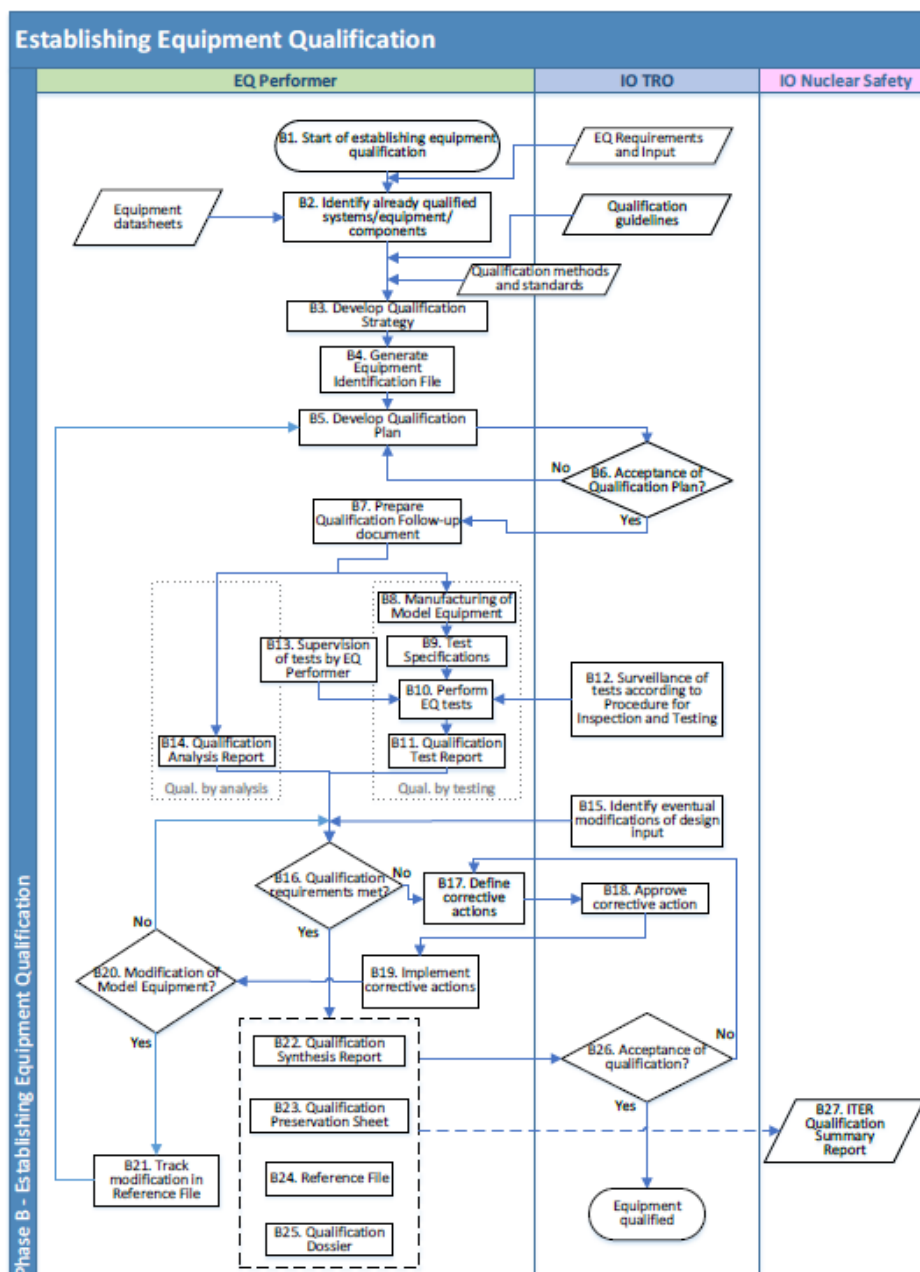 Establishing Equipment Qualification
EQ Performer
IO TRO
IO Nuclear Safety
Phase B - Establishing Equipment Qualification
B1. Start of establishing equipment
qualification
EQ Requirements
and Input
Equipment
datasheets
B2. Identify already qualified
systems/equipment/
components
Qualification
guidelines
Qualification methods
and standards
B3. Develop Qualification
Strategy
B4. Generate
Equipment
Identification File
B5. Develop Qualification
Plan
No
B6. Acceptance of
Qualification Plan?
Yes
B7. Prepare
Qualification Follow-up
document
B8. Manufacturing of
Model Equipment
B13. Supervision
of tests by EQ
Performer
B9. Test
Specifications
B10. Perform
EQ tests
B12. Surveillance of
tests according to
Procedure for
Inspection and Testing
B14. Qualification
Analysis Report
B11. Qualification
Test Report
Qual. by analysis
Qual. by testing
B15. Identify eventual
modifications of design
input
B16. Qualification
requirements met?
No
Yes
B17. Define
corrective
actions
B18. Approve
corrective action
No
B20. Modification of
Model Equipment?
Yes
B19. Implement
corrective actions
B22. Qualification
Synthesis Report
B26. Acceptance of
qualification?
No
Yes
B23. Qualification
Preservation Sheet
B27. ITER
Qualification
Summary
Report
B21. Track
modification in
Reference File
B24. Reference File
B25. Qualification
Dossier
Equipment
qualified